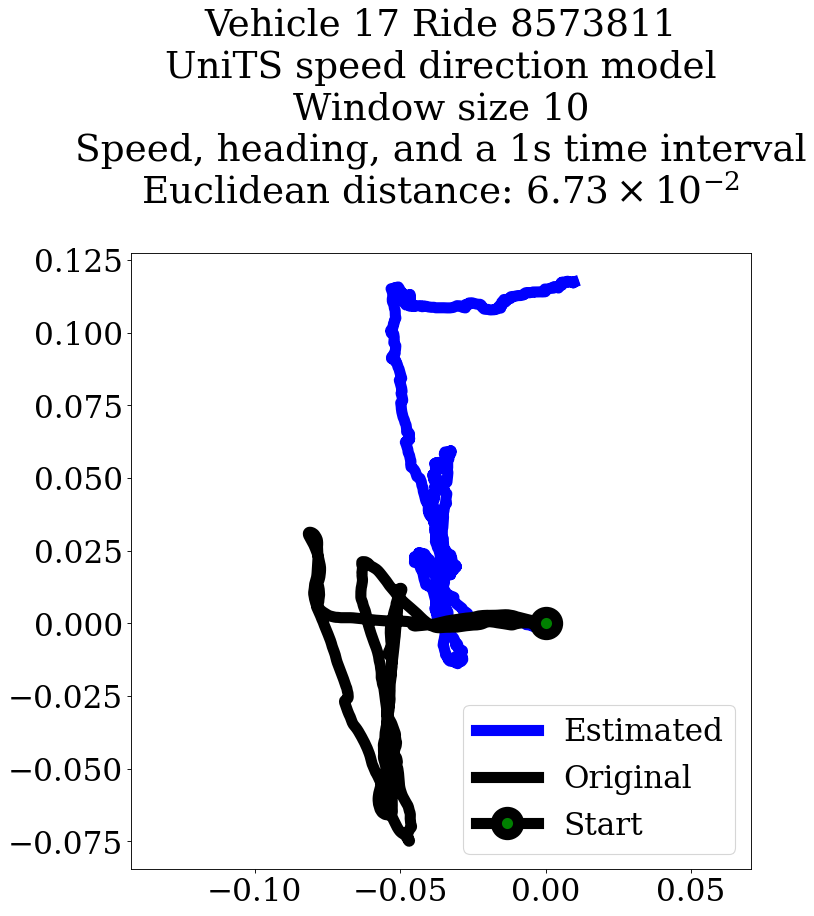 Vehicle 17 Ride 8573811
UniTS speed direction model
Window size 10
Speed, heading, and a 1s time interval
Euclidean distance: 6.73 × 10⁻²
0.125
0.100
0.075
0.050
0.025
0.000
−0.025
−0.050
−0.075
Estimated
Original
Start
−0.10
−0.05
0.00
0.05